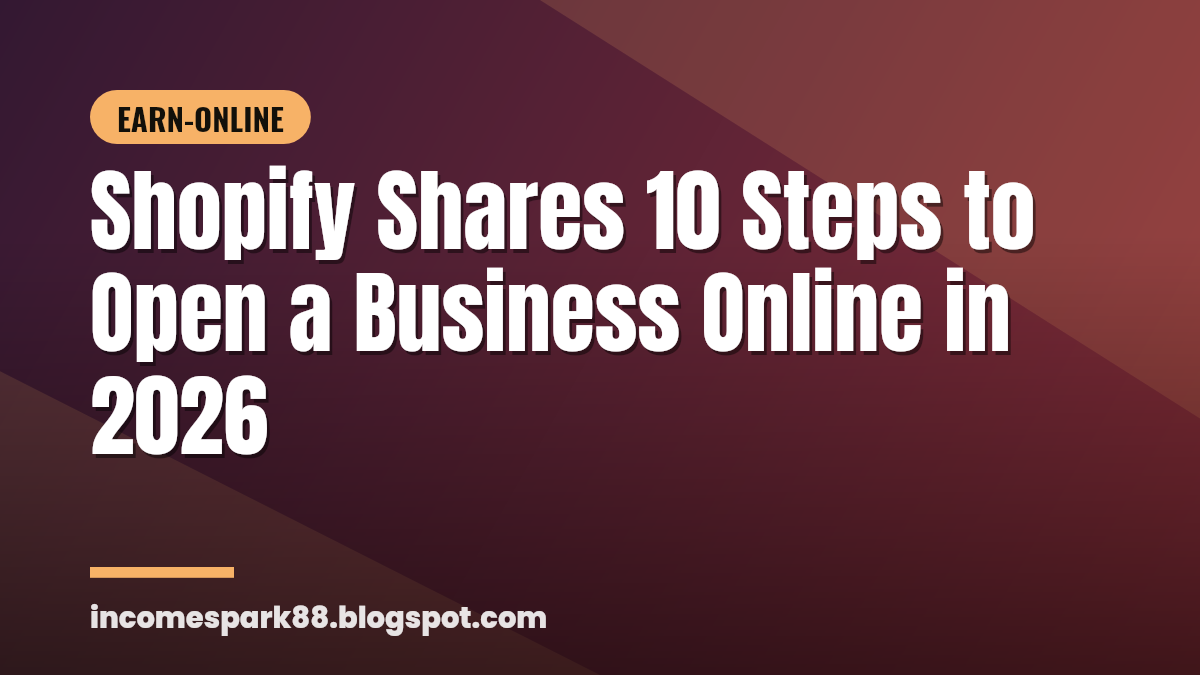 EARN-ONLINE
Shopify Shares 10 Steps to
Open a Business Online in
2026
incomespark88.blogspot.com